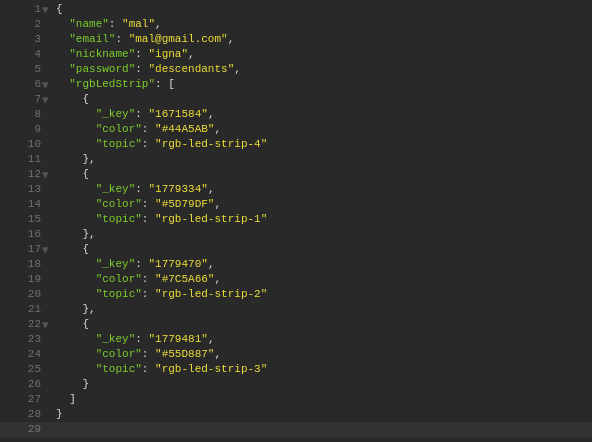 1 {
2 "name": "mal",
3 "email": "mal@gmail.com",
4 "nickname": "igna",
5 "password": "descendants",
6 "rgbLedStrip": [
7 {
8 "_key": "1671584",
9 "color": "#44A5AB",
10 "topic": "rgb-led-strip-4"
11 },
12 {
13 "_key": "1779334",
14 "color": "#5D79DF",
15 "topic": "rgb-led-strip-1"
16 },
17 {
18 "_key": "1779470",
19 "color": "#7C5A66",
20 "topic": "rgb-led-strip-2"
21 },
22 {
23 "_key": "1779481",
24 "color": "#55D887",
25 "topic": "rgb-led-strip-3"
26 }
27 ]
28 }
29